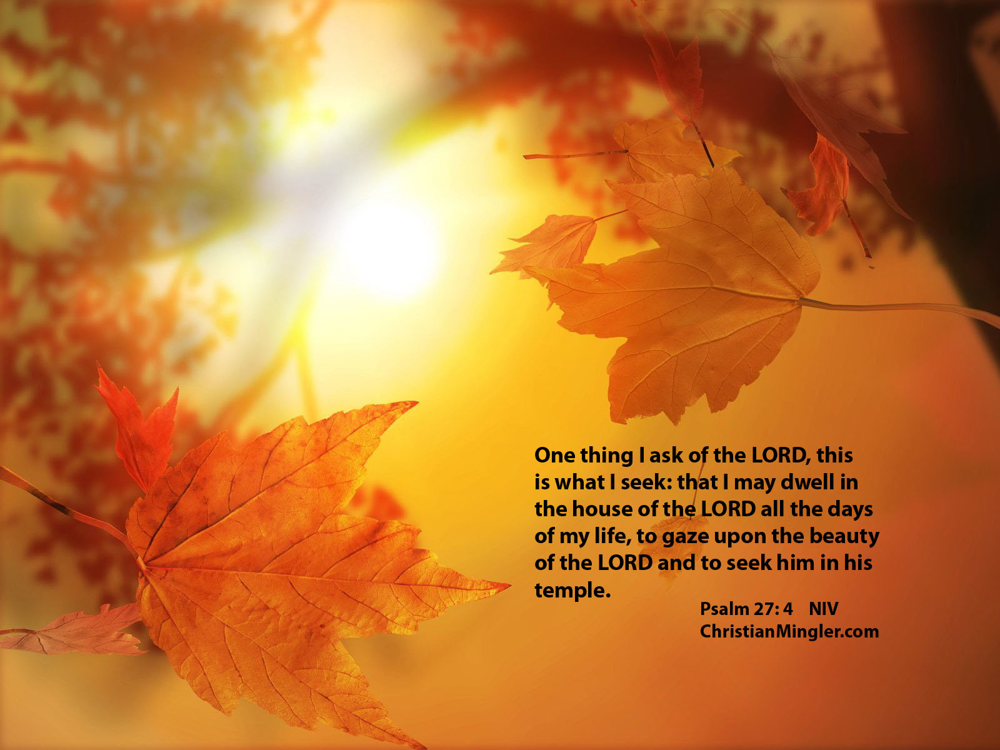 One thing I ask of the LORD, this
is what I seek: that I may dwell in
the house of the LORD all the days
of my life, to gaze upon the beauty
of the LORD and to seek him in his
temple.
Psalm 27: 4 NIV
ChristianMingler.com